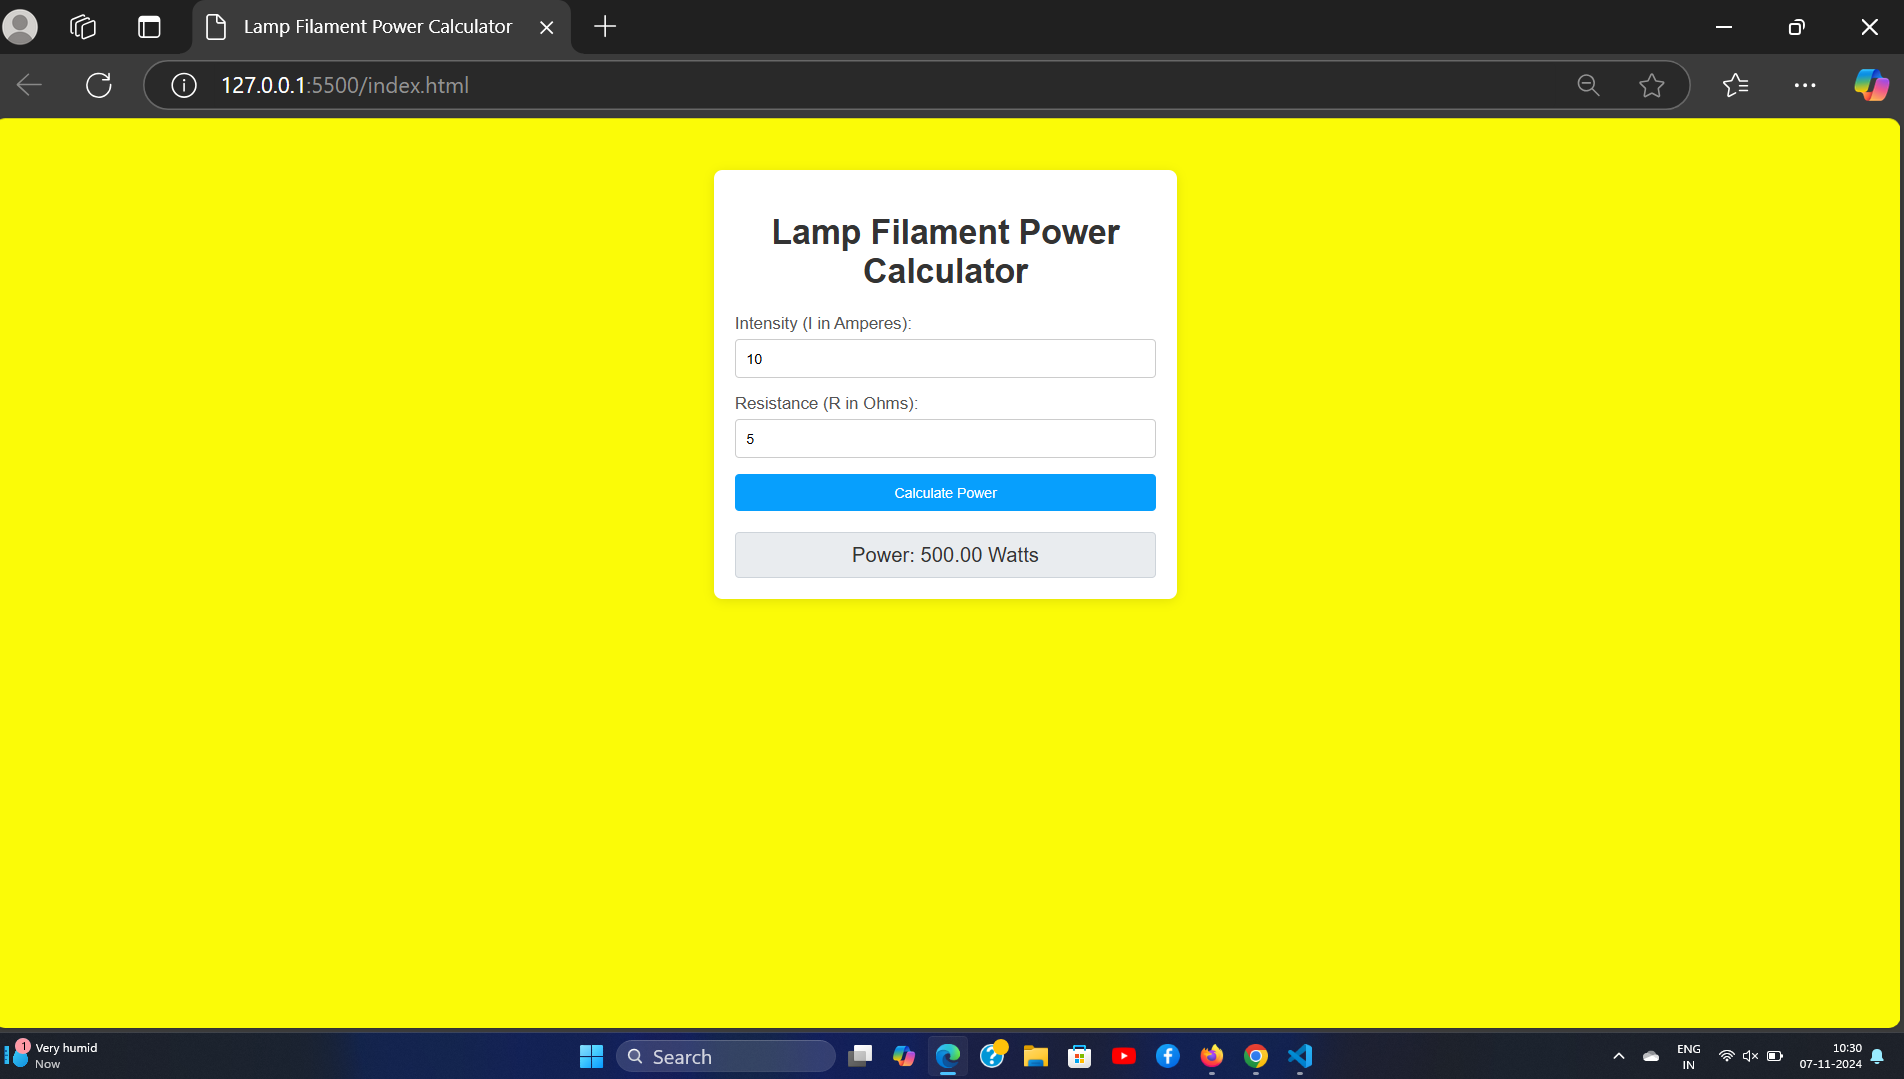 Lamp Filament Power Calculator
127.0.0.1:5500/index.html
Lamp Filament Power
Calculator
Intensity (I in Amperes):
10
Resistance (R in Ohms):
5
Calculate Power
Power: 500.00 Watts
1
Very humid
Now
Search
ENG
IN
10:30
07-11-2024